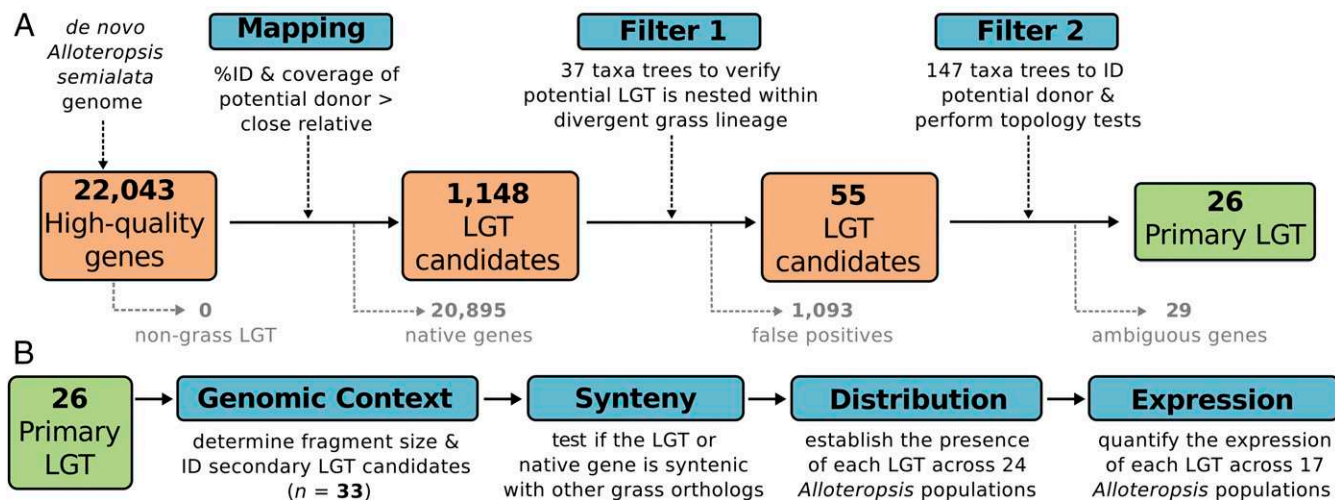 A
de novo
Alloteropsis
semialata
genome
Mapping
%ID & coverage of
potential donor >
close relative
Filter 1
37 taxa trees to verify
potential LGT is nested within
divergent grass lineage
Filter 2
147 taxa trees to ID
potential donor &
perform topology tests
22,043
High-quality
genes
1,148
LGT
candidates
55
LGT
candidates
26
Primary LGT
0
non-grass LGT
20,895
native genes
1,093
false positives
29
ambiguous genes
B
26
Primary
LGT
Genomic Context
determine fragment size &
ID secondary LGT candidates
(n = 33)
Synteny
test if the LGT or
native gene is syntenic
with other grass orthologs
Distribution
establish the presence
of each LGT across 24
Alloteropsis populations
Expression
quantify the expression
of each LGT across 17
Alloteropsis populations